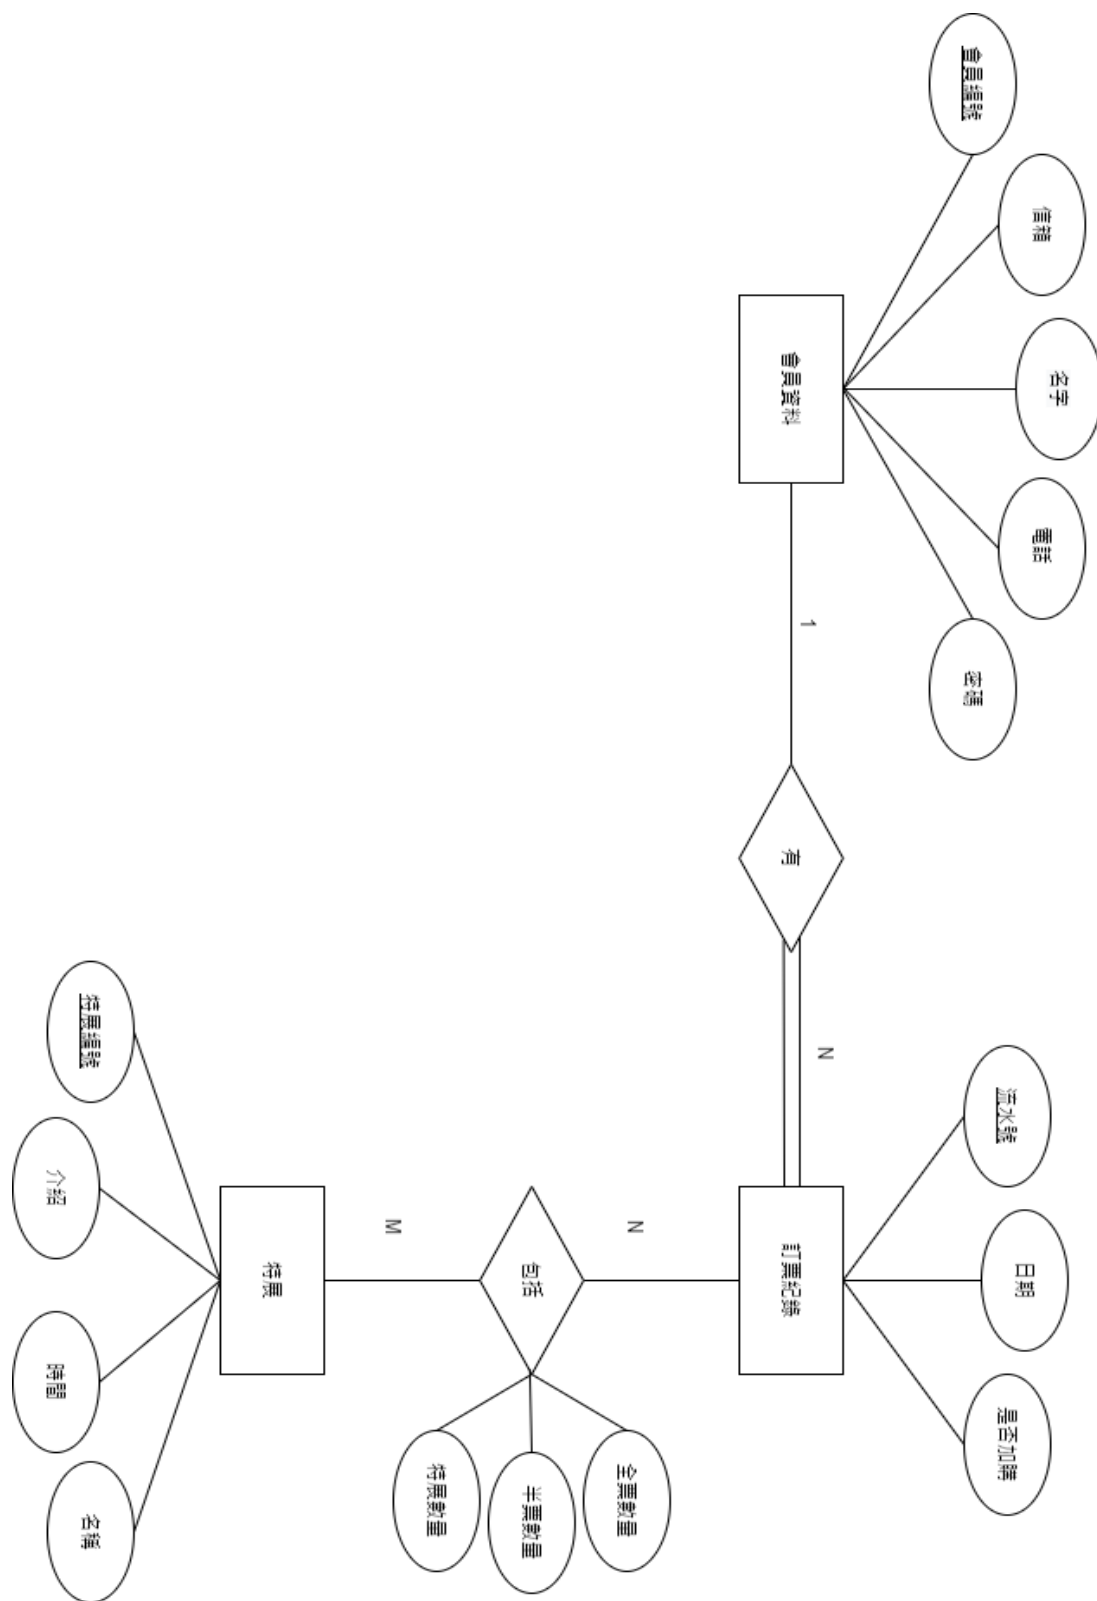 會員編號
信箱
名字
電話
密碼
會員資料
1
有
N
流水號
日期
是否加購
訂票紀錄
N
包括
全票數量
半票數量
特展數量
M
特展
特展編號
介紹
時間
名稱